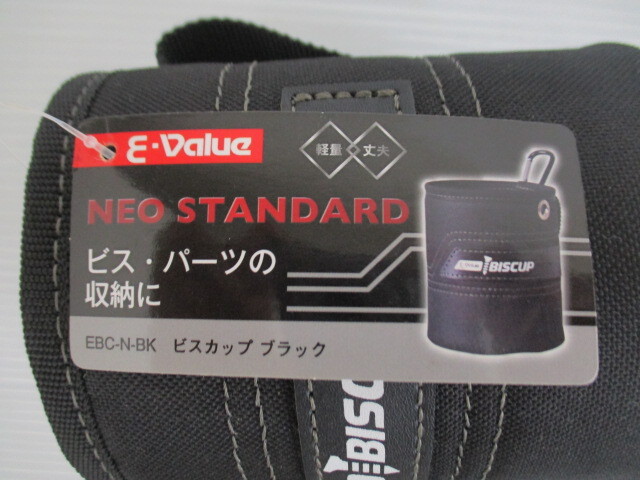 E-Value
軽量 丈夫
NEO STANDARD
ビス・パーツの
収納に
BISCUP
EBC-N-BK ビスカップ ブラック
BISC